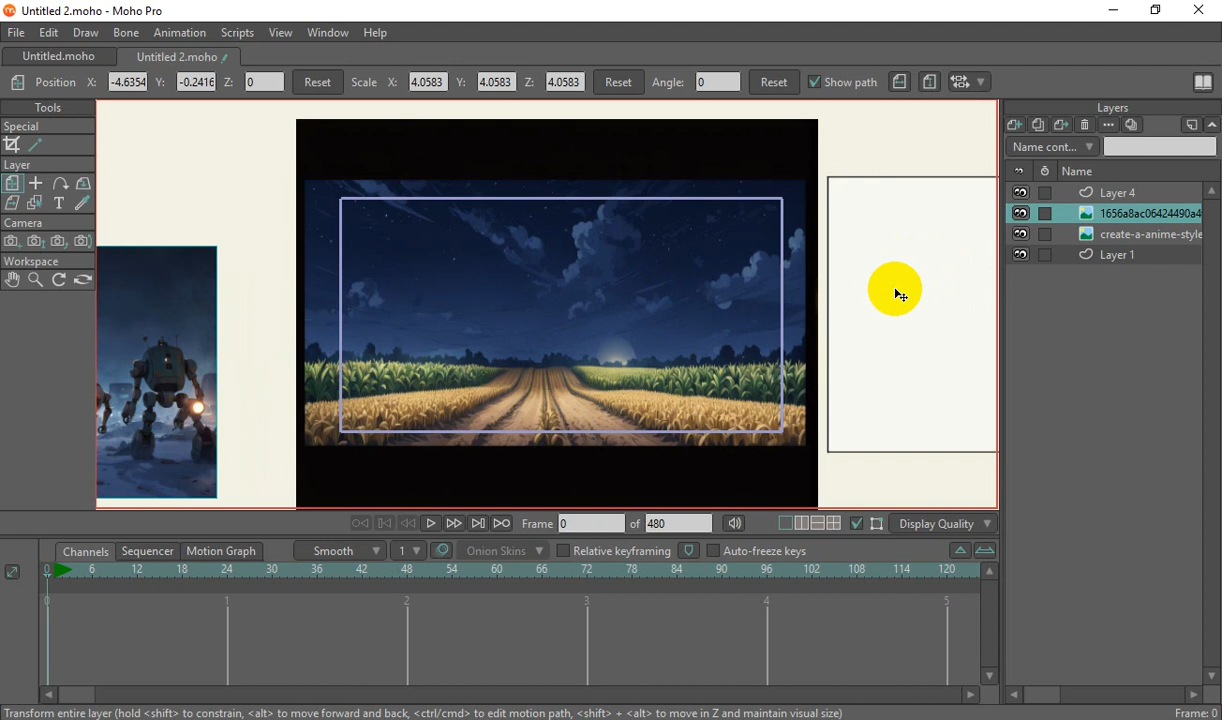 Untitled 2.moho - Moho Pro
File Edit Draw Bone Animation Scripts View Window Help
Untitled.moho Untitled 2.moho
Position X: -4.6354 Y: -0.2416 Z: 0 Reset Scale X: 4.0583 Y: 4.0583 Z: 4.0583 Reset Angle: 0 Reset Show path
Tools
Special
Layer
T
Camera
Workspace
Layers
Name cont...
Name
Layer 4
1656a8ac06424490a4
create-a-anime-style
Layer 1
Frame 0 of 480 Display Quality
Channels Sequencer Motion Graph Smooth 1 Onion Skins Relative keyframing Auto-freeze keys
0 6 12 18 24 30 36 42 48 54 60 66 72 78 84 90 96 102 108 114 120
0 1 2 3 4 5
Transform entire layer (hold <shift> to constrain, <alt> to move forward and back, <ctrl/cmd> to edit motion path, <shift> + <alt> to move in Z and maintain visual size) Frame: 0